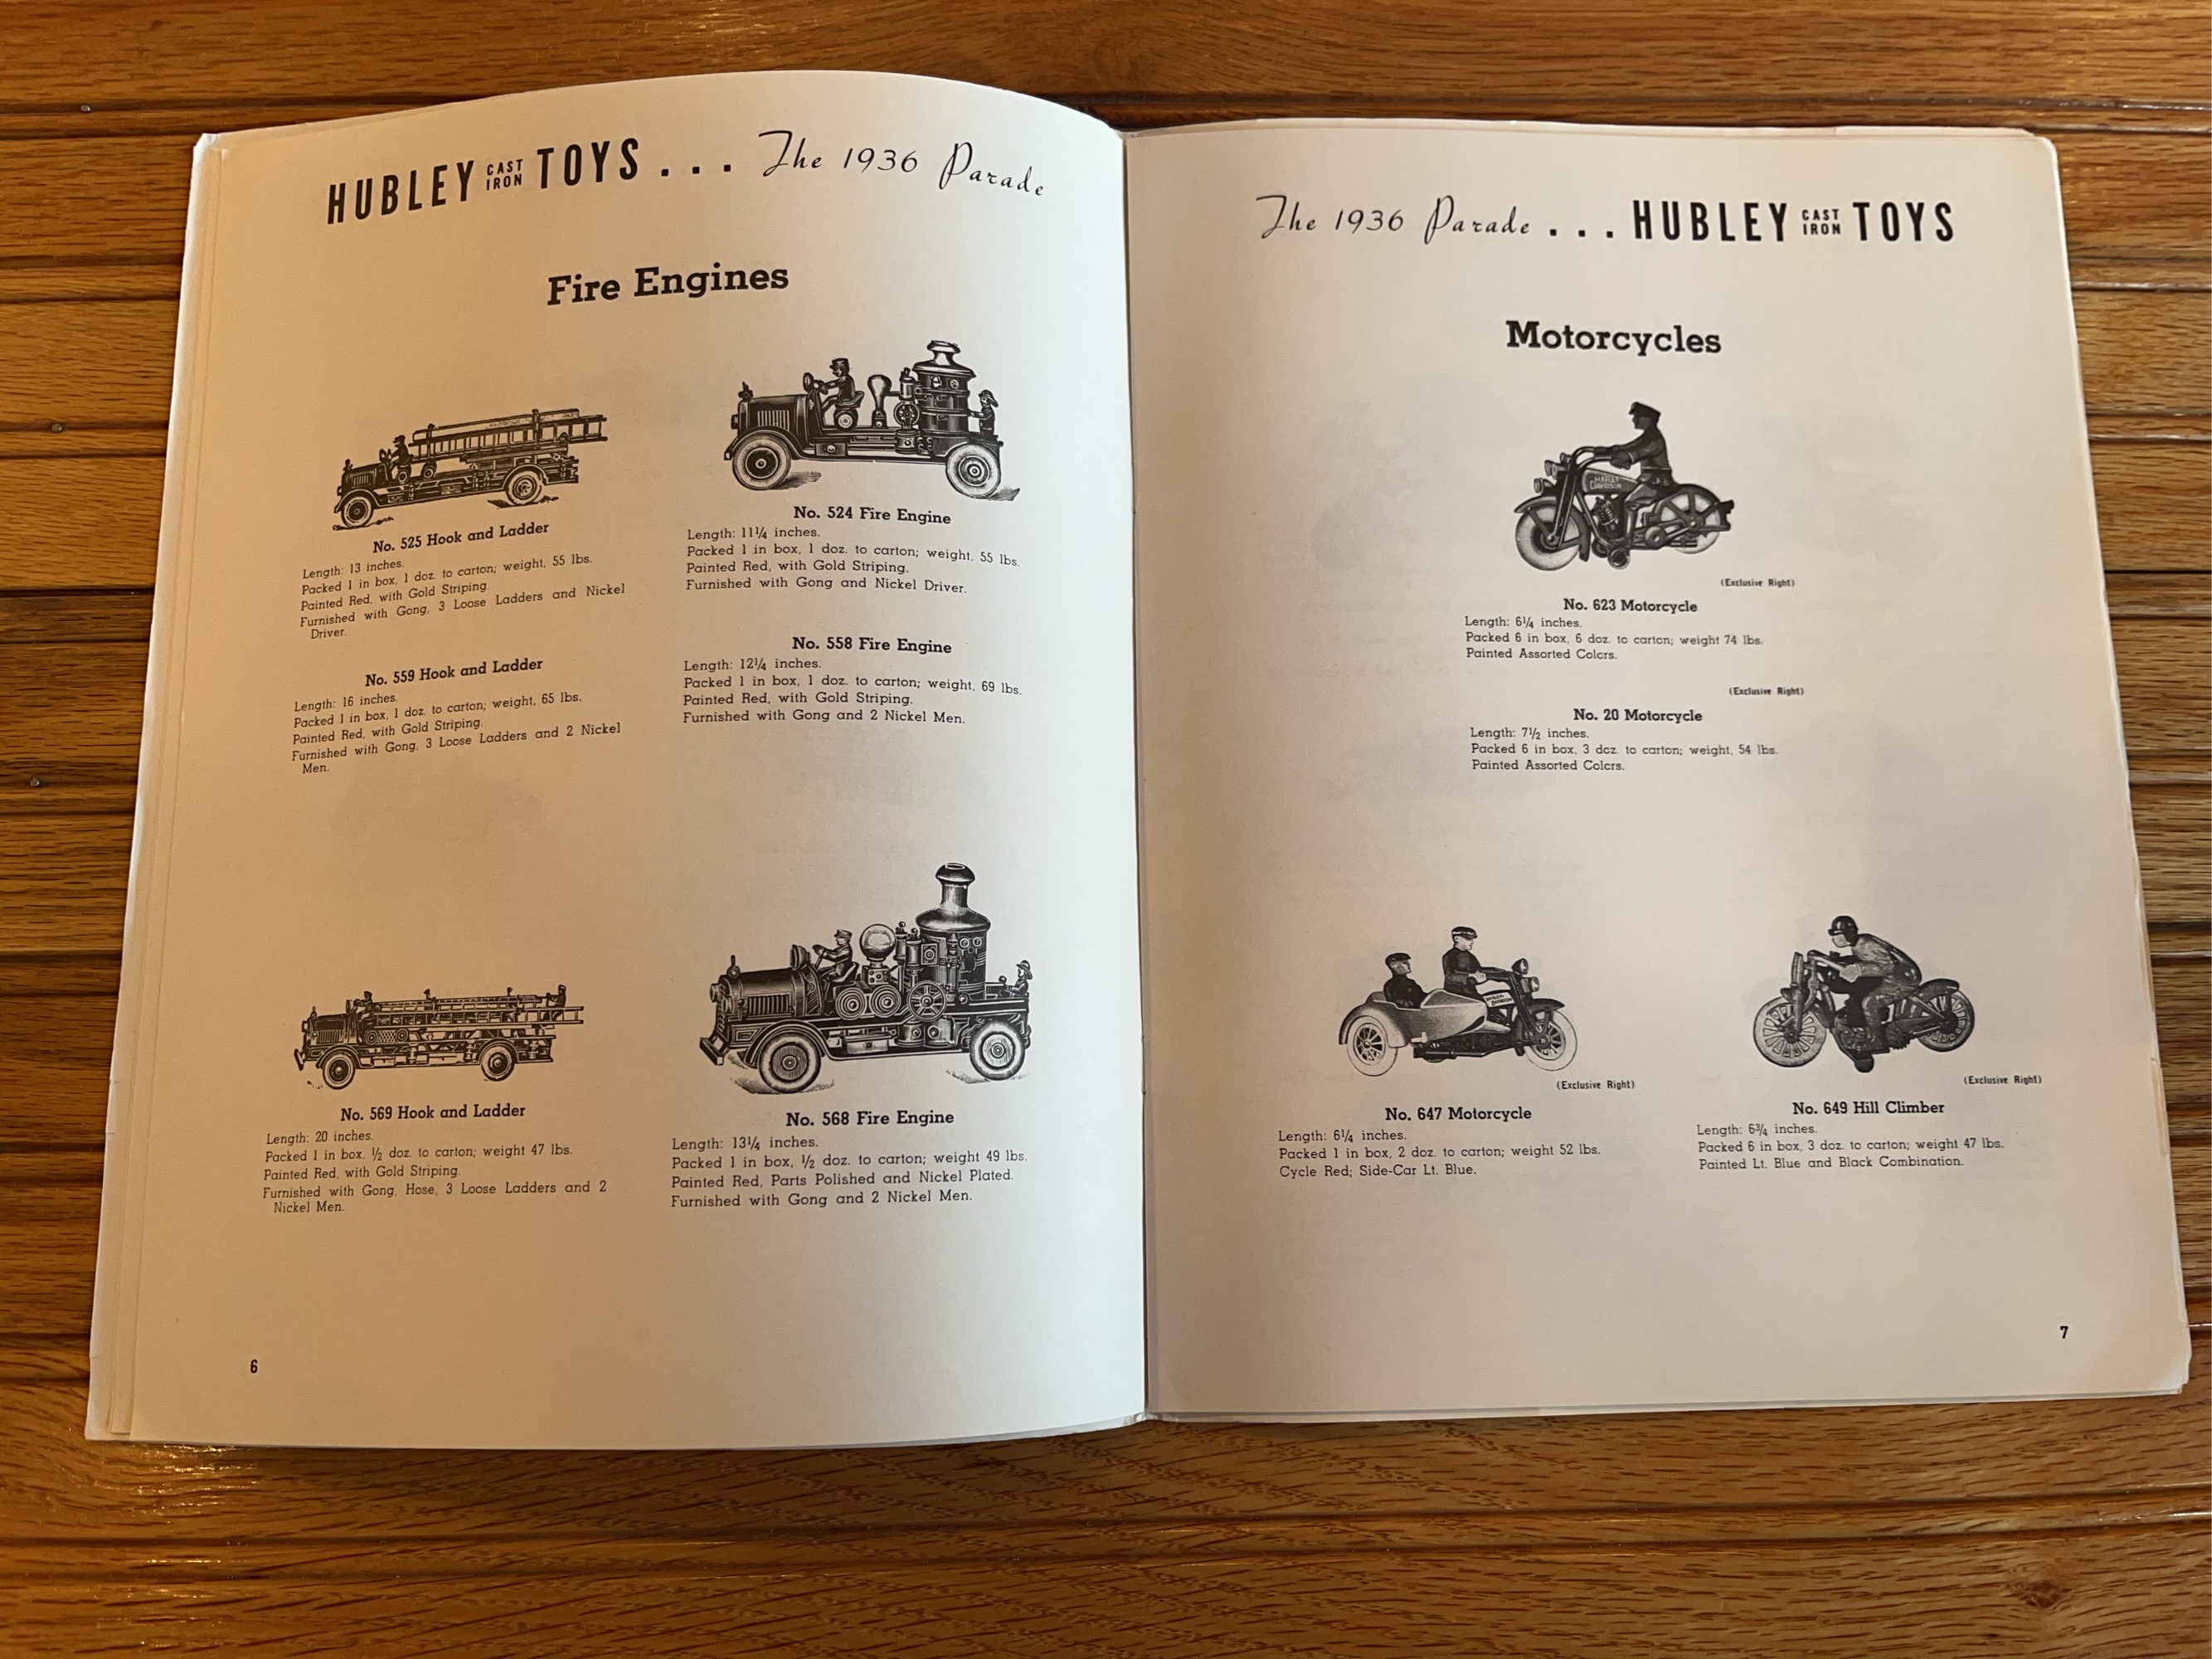 HUBLEY CAST IRON TOYS . . . The 1936 Parade
Fire Engines
No. 525 Hook and Ladder
Length: 13 inches.
Packed 1 in box, 1 doz. to carton; weight, 55 lbs.
Painted Red, with Gold Striping.
Furnished with Gong, 3 Loose Ladders and Nickel
Driver.
No. 524 Fire Engine
Length: 11¼ inches.
Packed 1 in box, 1 doz. to carton; weight, 55 lbs.
Painted Red, with Gold Striping.
Furnished with Gong and Nickel Driver.
No. 559 Hook and Ladder
Length: 16 inches.
Packed 1 in box, 1 doz. to carton; weight, 65 lbs.
Painted Red, with Gold Striping.
Furnished with Gong, 3 Loose Ladders and 2 Nickel
Men.
No. 558 Fire Engine
Length: 12¼ inches.
Packed 1 in box, 1 doz. to carton; weight, 69 lbs.
Painted Red, with Gold Striping.
Furnished with Gong and 2 Nickel Men.
No. 569 Hook and Ladder
Length: 20 inches.
Packed 1 in box, ½ doz. to carton; weight 47 lbs.
Painted Red, with Gold Striping.
Furnished with Gong, Hose, 3 Loose Ladders and 2
Nickel Men.
No. 568 Fire Engine
Length: 13¼ inches.
Packed 1 in box, ½ doz. to carton; weight 49 lbs.
Painted Red, Parts Polished and Nickel Plated.
Furnished with Gong and 2 Nickel Men.
6
The 1936 Parade . . . HUBLEY CAST IRON TOYS
Motorcycles
HARLEY
DAVIDSON
(Exclusive Right)
No. 623 Motorcycle
Length: 6¼ inches.
Packed 6 in box, 6 doz. to carton; weight 74 lbs.
Painted Assorted Colors.
(Exclusive Right)
No. 20 Motorcycle
Length: 7½ inches.
Packed 6 in box, 3 doz. to carton; weight, 54 lbs.
Painted Assorted Colors.
(Exclusive Right)
No. 647 Motorcycle
Length: 6¼ inches.
Packed 1 in box, 2 doz. to carton; weight 52 lbs.
Cycle Red; Side-Car Lt. Blue.
(Exclusive Right)
No. 649 Hill Climber
Length: 6¾ inches.
Packed 6 in box, 3 doz. to carton; weight 47 lbs.
Painted Lt. Blue and Black Combination.
7